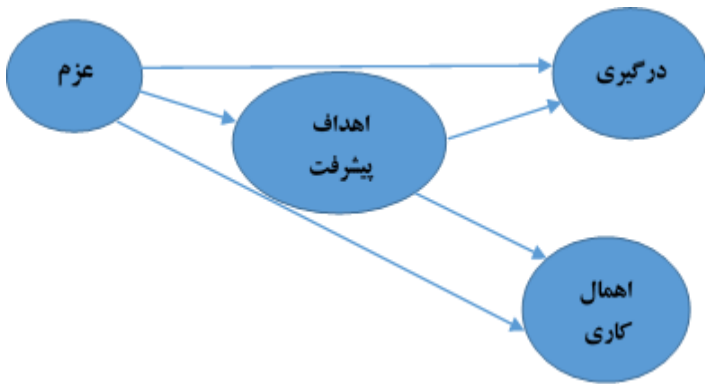 عزم
درگیری
اهداف
پیشرفت
اهمال
کاری